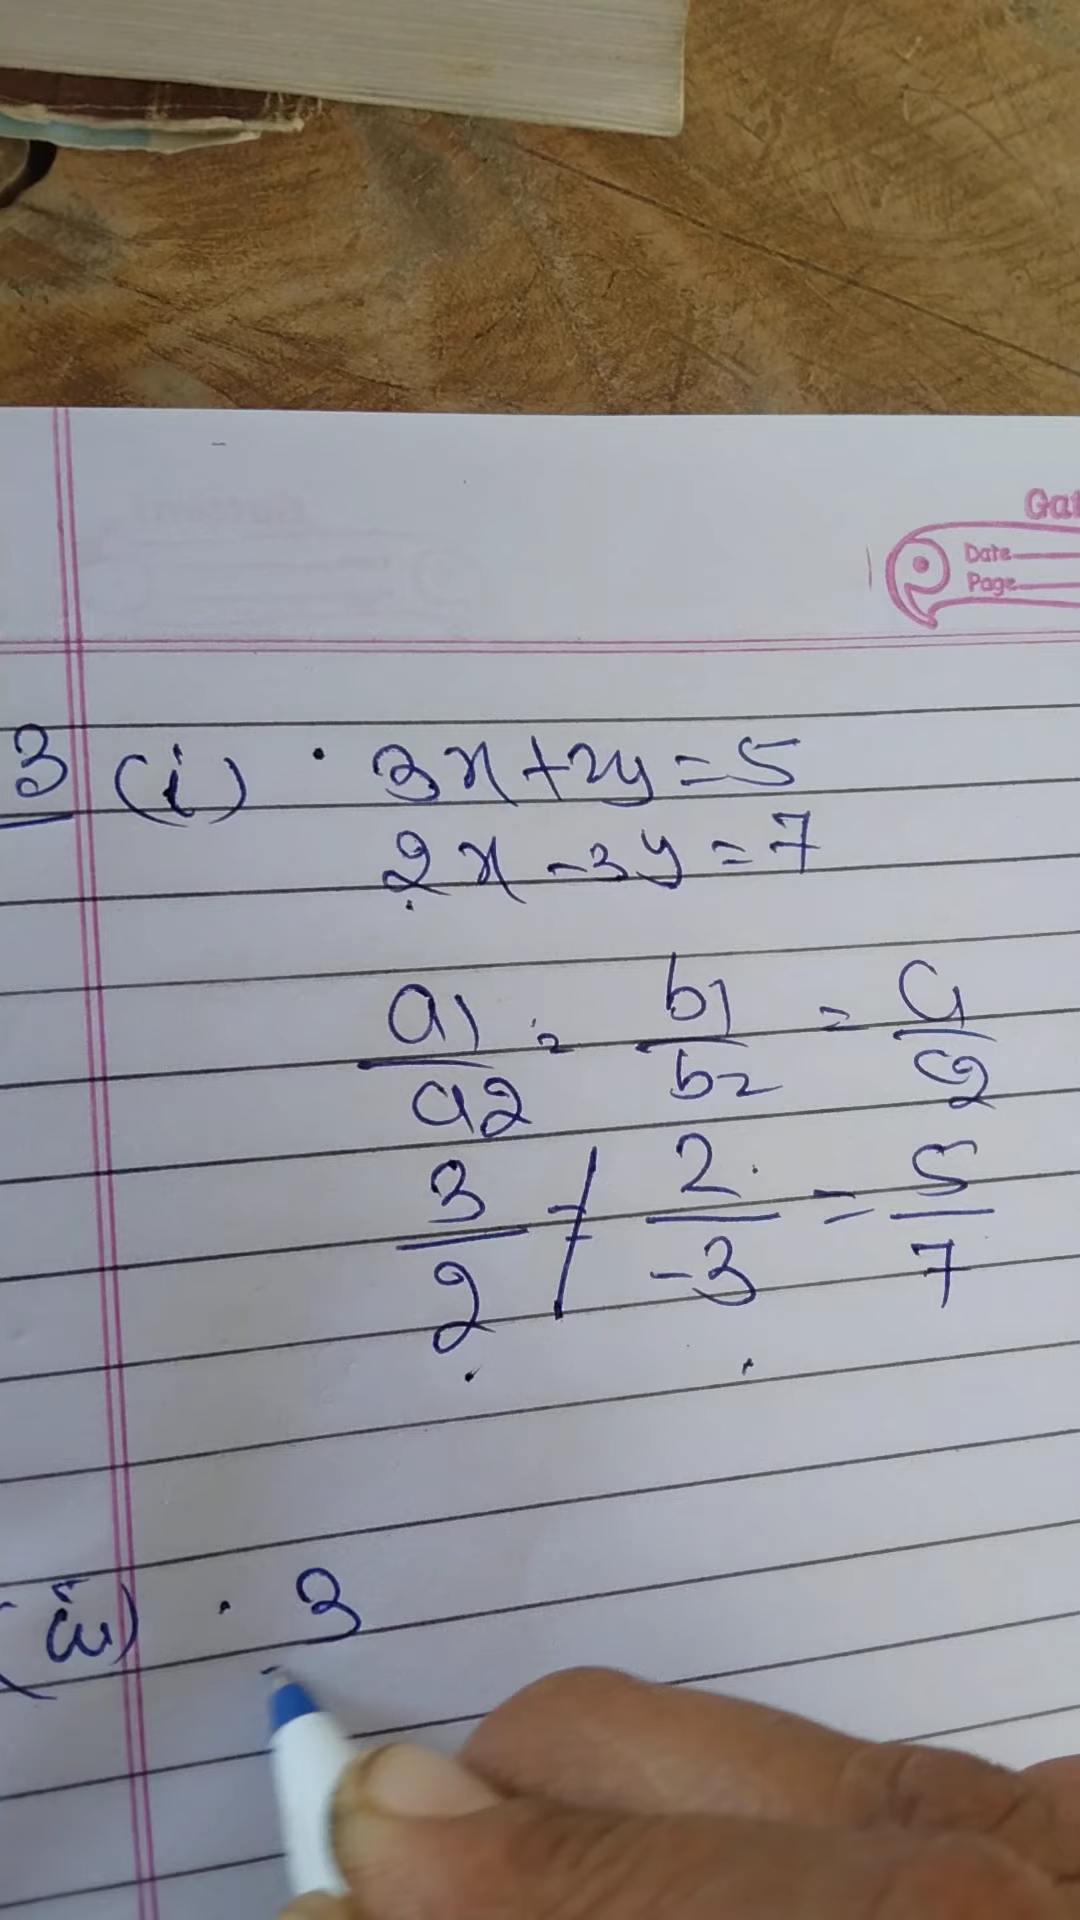 Date
Page
3 (i) · 3x+2y=5
2x-3y=7
a1/a2 = b1/b2 = c1/c2
3/2 ≠ 2/-3 = 5/7
(iii) · 3